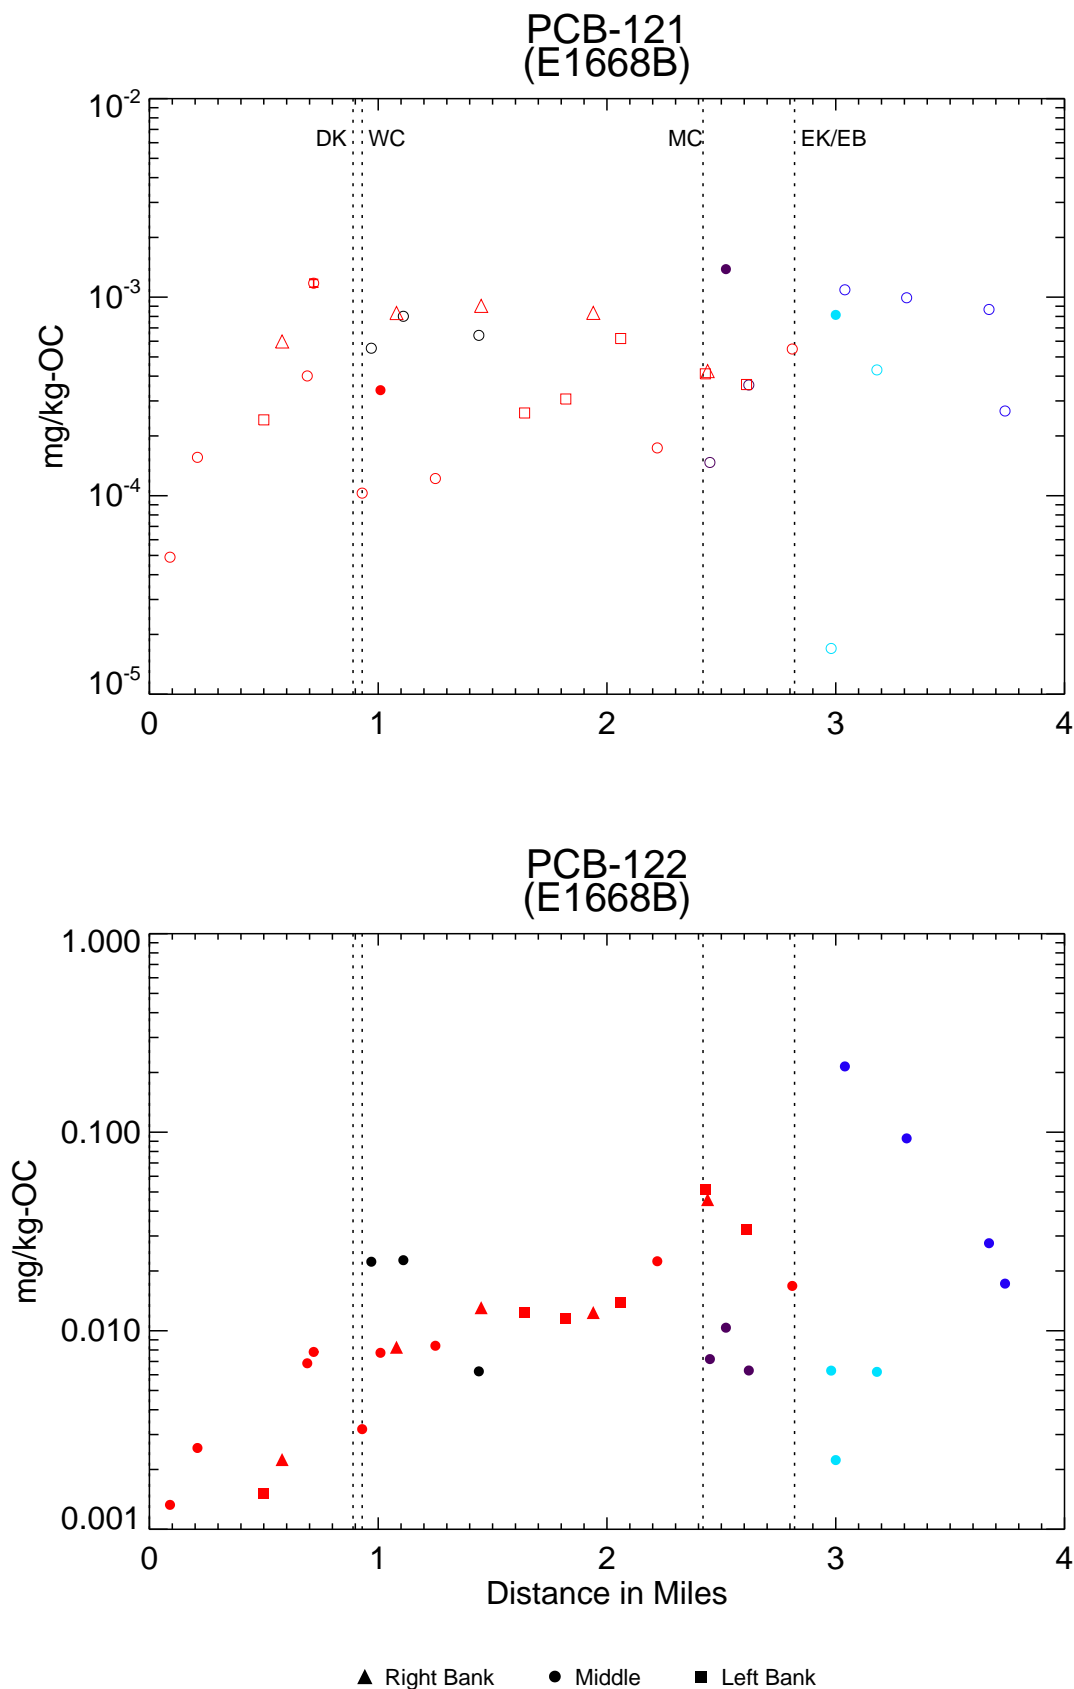 PCB-121
(E1668B)
10-2
DK WC MC EK/EB
10-3
mg/kg-OC
10-4
10-5
0 1 2 3 4
PCB-122
(E1668B)
1.000
0.100
mg/kg-OC
0.010
0.001
0 1 2 3 4
Distance in Miles
Right Bank Middle Left Bank